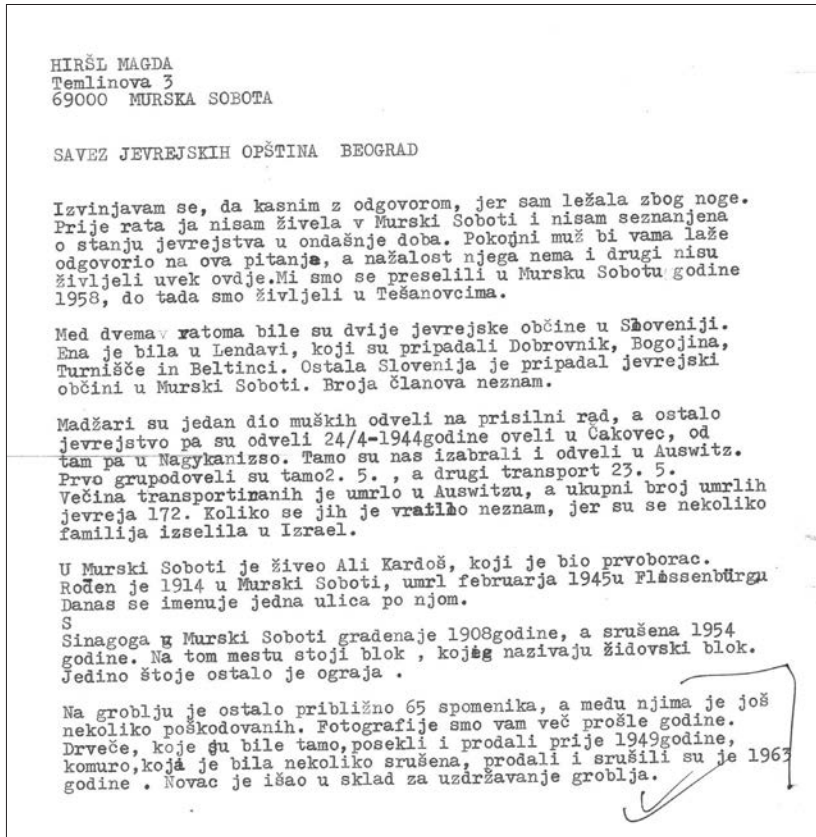 HIRŠL MAGDA
Temlinova 3
69000 MURSKA SOBOTA
SAVEZ JEVREJSKIH OPŠTINA BEOGRAD
Izvinjavam se, da kasnim z odgovorom, jer sam ležala zbog noge.
Prije rata ja nisam živela v Murski Soboti i nisam seznanjena
o stanju jevrejstva u ondašnje doba. Pokojni muž bi vama laže
odgovorio na ova pitanja, a nažalost njega nema i drugi nisu
življeli uvek ovdje.Mi smo se preselili u Mursku Sobotu godine
1958, do tada smo življeli u Tešanovcima.
Med dvema ratoma bile su dvije jevrejske občine u Sloveniji.
Ena je bila u Lendavi, koji su pripadali Dobrovnik, Bogojina,
Turnišče in Beltinci. Ostala Slovenija je pripadal jevrejski
občini u Murski Soboti. Broja članova neznam.
Madžari su jedan dio muških odveli na prisilni rad, a ostalo
jevrejstvo pa su odveli 24/4-1944godine oveli u Čakovec, od
tam pa u Nagykanizso. Tamo su nas izabrali i odveli u Auswitz.
Prvo grupodoveli su tamo2. 5. , a drugi transport 23. 5.
Večina transportiranih je umrlo u Auswitzu, a ukupni broj umrlih
jevreja 172. Koliko se jih je vratilo neznam, jer su se nekoliko
familija izselila u Izrael.
U Murski Soboti je živeo Ali Kardoš, koji je bio prvoborac.
Rođen je 1914 u Murski Soboti, umrl februarja 1945u Flossenbürgu
Danas se imenuje jedna ulica po njom.
S
Sinagoga u Murski Soboti građenaje 1908godine, a srušena 1954
godine. Na tom mestu stoji blok , kojeg nazivaju židovski blok.
Jedino štoje ostalo je ograja .
Na groblju je ostalo približno 65 spomenika, a među njima je još
nekoliko poškodovanih. Fotografije smo vam več prošle godine.
Drveče, koje su bile tamo,posekli i prodali prije 1949godine,
komuro,koja je bila nekoliko srušena, prodali i srušili su je 1963
godine . Novac je išao u sklad za uzdržavanje groblja.